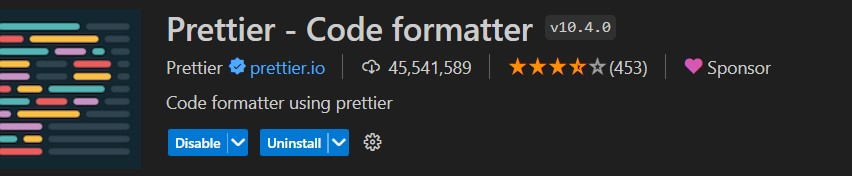 Prettier - Code formatter v10.4.0
Prettier prettier.io 45,541,589 (453) Sponsor
Code formatter using prettier
Disable Uninstall